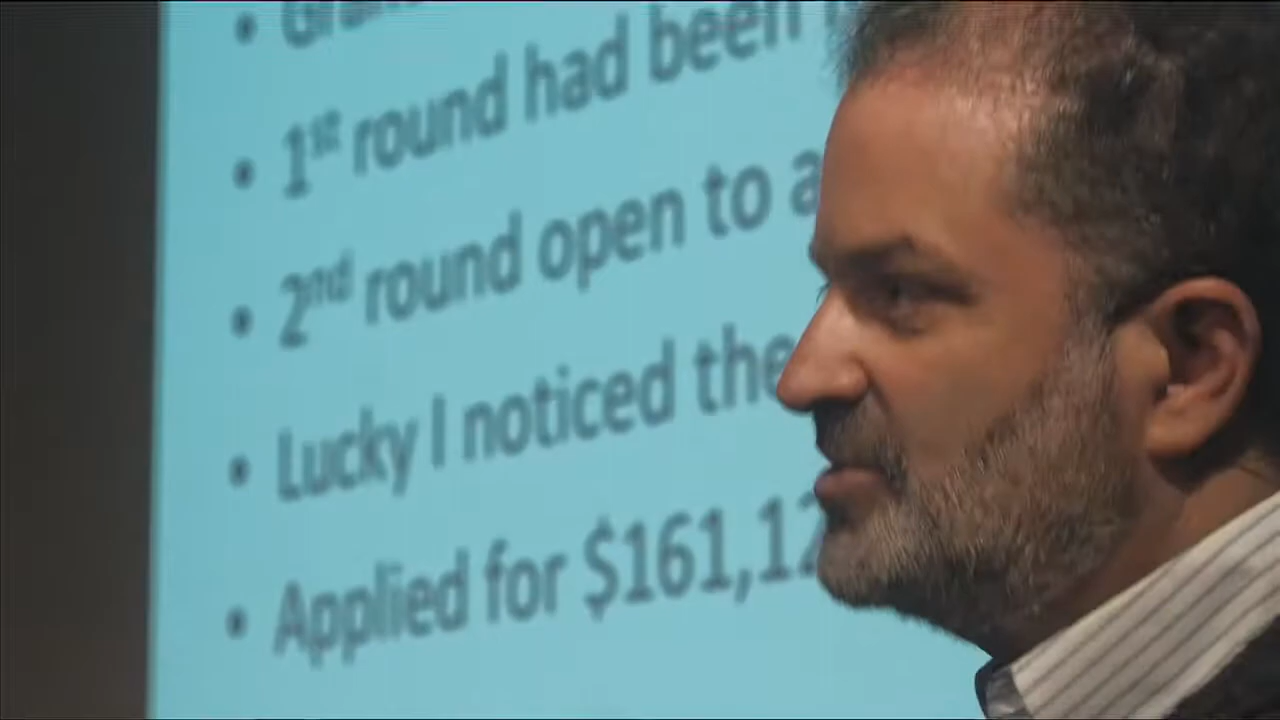 • 1st round had been
• 2nd round open to
• Lucky I noticed the
• Applied for $161,12